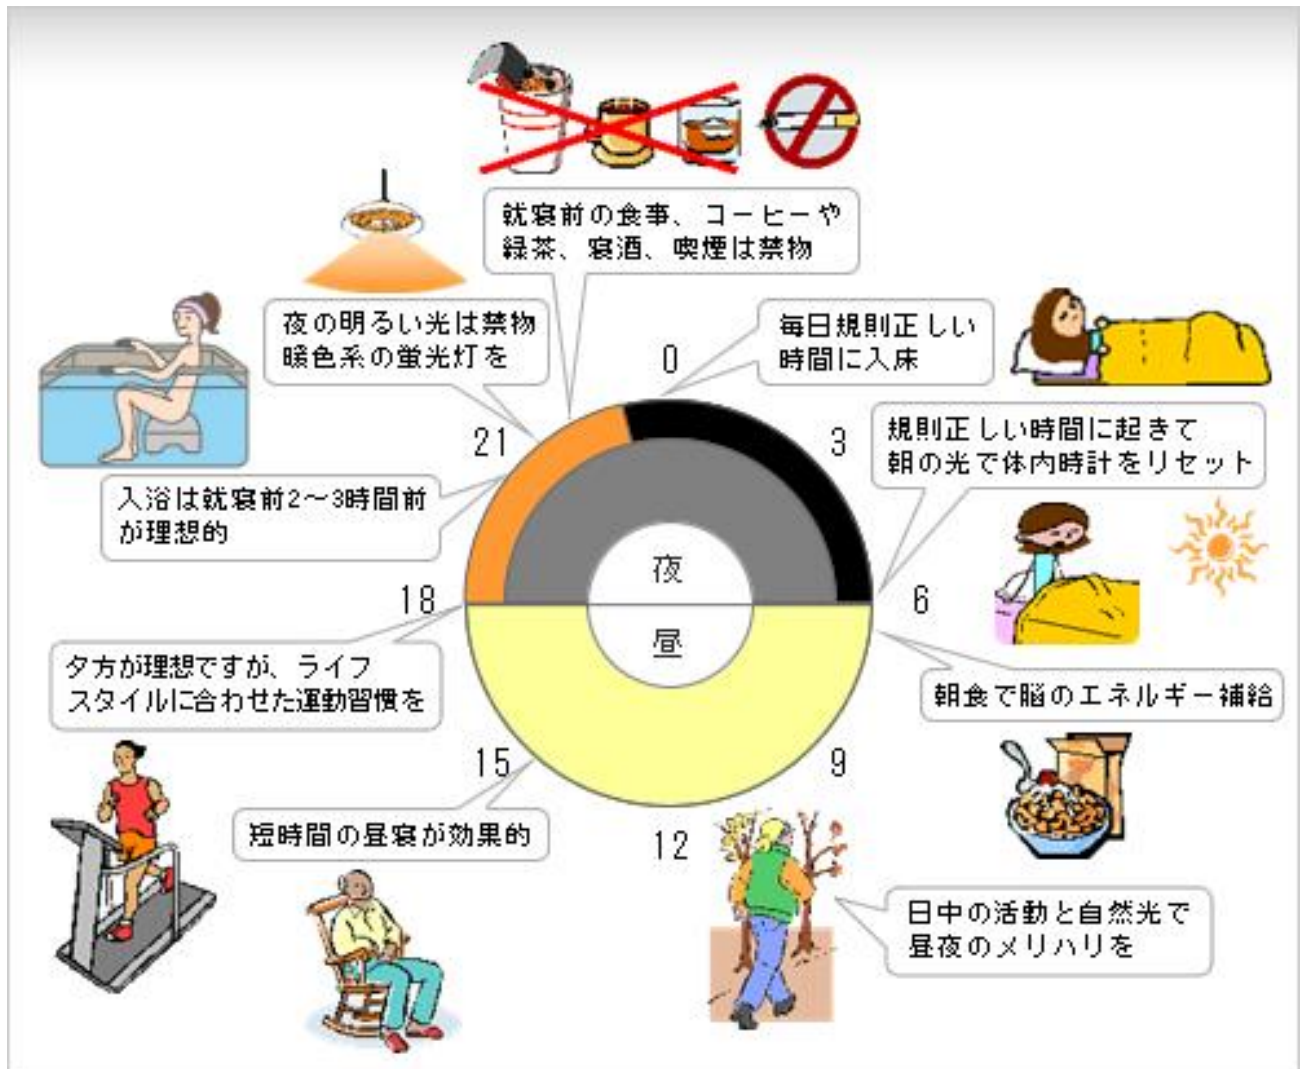 就寝前の食事、コーヒーや
緑茶、寝酒、喫煙は禁物
夜の明るい光は禁物
暖色系の蛍光灯を
毎日規則正しい
時間に入床
0
21
3
規則正しい時間に起きて
朝の光で体内時計をリセット
入浴は就寝前2〜3時間前
が理想的
夜
18
6
昼
夕方が理想ですが、ライフ
スタイルに合わせた運動習慣を
朝食で脳のエネルギー補給
15
9
短時間の昼寝が効果的
12
日中の活動と自然光で
昼夜のメリハリを